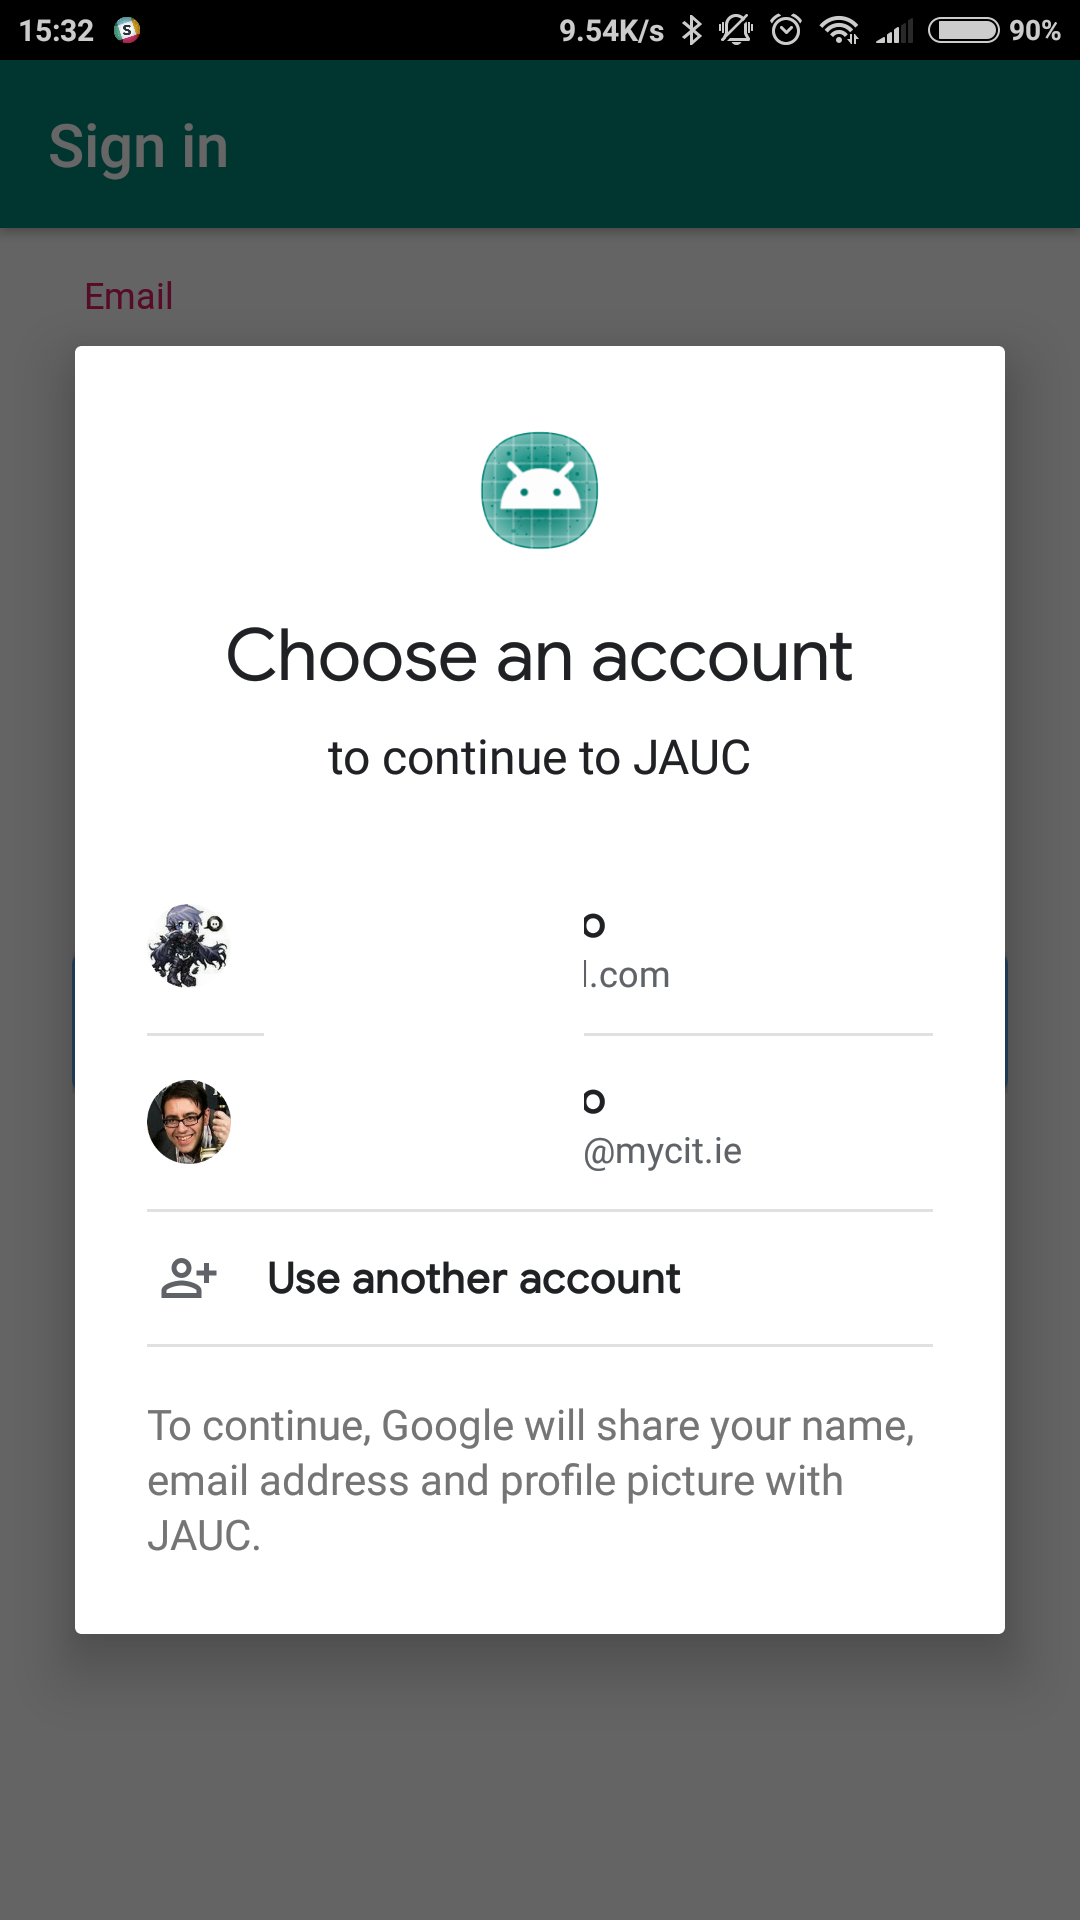 15:32 9.54K/s 90%
Sign in
Email
Choose an account
to continue to JAUC
o
l.com
o
@mycit.ie
Use another account
To continue, Google will share your name,
email address and profile picture with
JAUC.